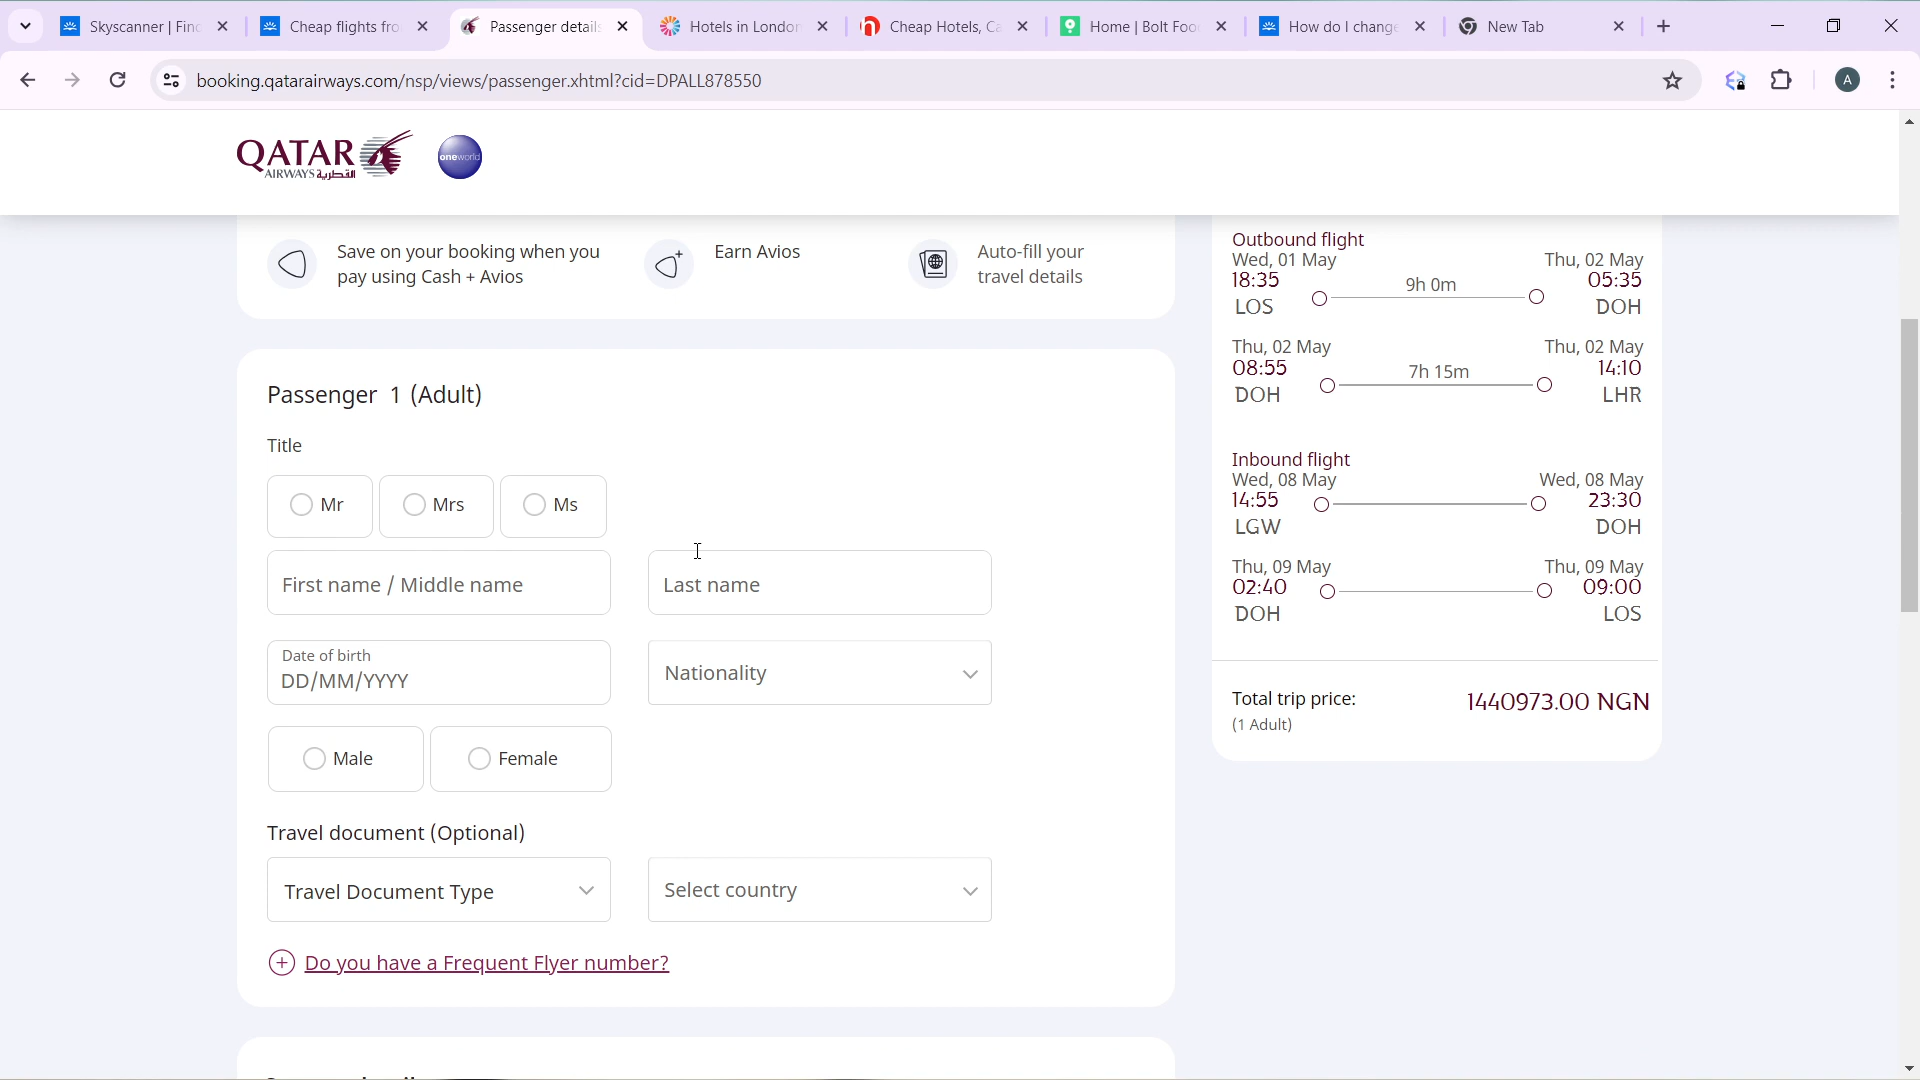 Skyscanner | Fin
Cheap flights fro
Passenger details
Hotels in London
Cheap Hotels, Ca
Home | Bolt Foo
How do I change
New Tab
booking.qatarairways.com/nsp/views/passenger.xhtml?cid=DPALL878550
A
QATAR
AIRWAYS القطرية
oneworld
Save on your booking when you
pay using Cash + Avios
Earn Avios
Auto-fill your
travel details
Passenger 1 (Adult)
Title
Mr
Mrs
Ms
First name / Middle name
Last name
Date of birth
DD/MM/YYYY
Nationality
Male
Female
Travel document (Optional)
Travel Document Type
Select country
Do you have a Frequent Flyer number?
Outbound flight
Wed, 01 May
Thu, 02 May
18:35
9h 0m
05:35
LOS
DOH
Thu, 02 May
Thu, 02 May
08:55
7h 15m
14:10
DOH
LHR
Inbound flight
Wed, 08 May
Wed, 08 May
14:55
23:30
LGW
DOH
Thu, 09 May
Thu, 09 May
02:40
09:00
DOH
LOS
Total trip price:
1440973.00 NGN
(1 Adult)